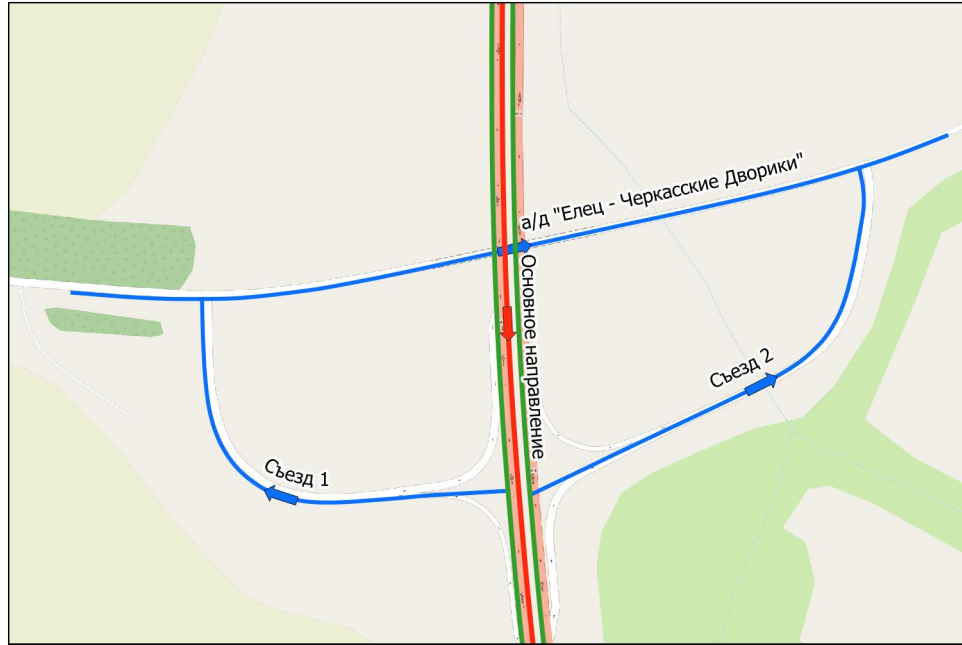 а/д "Елец - Черкасские Дворики"
Основное направление
Съезд 2
Съезд 1